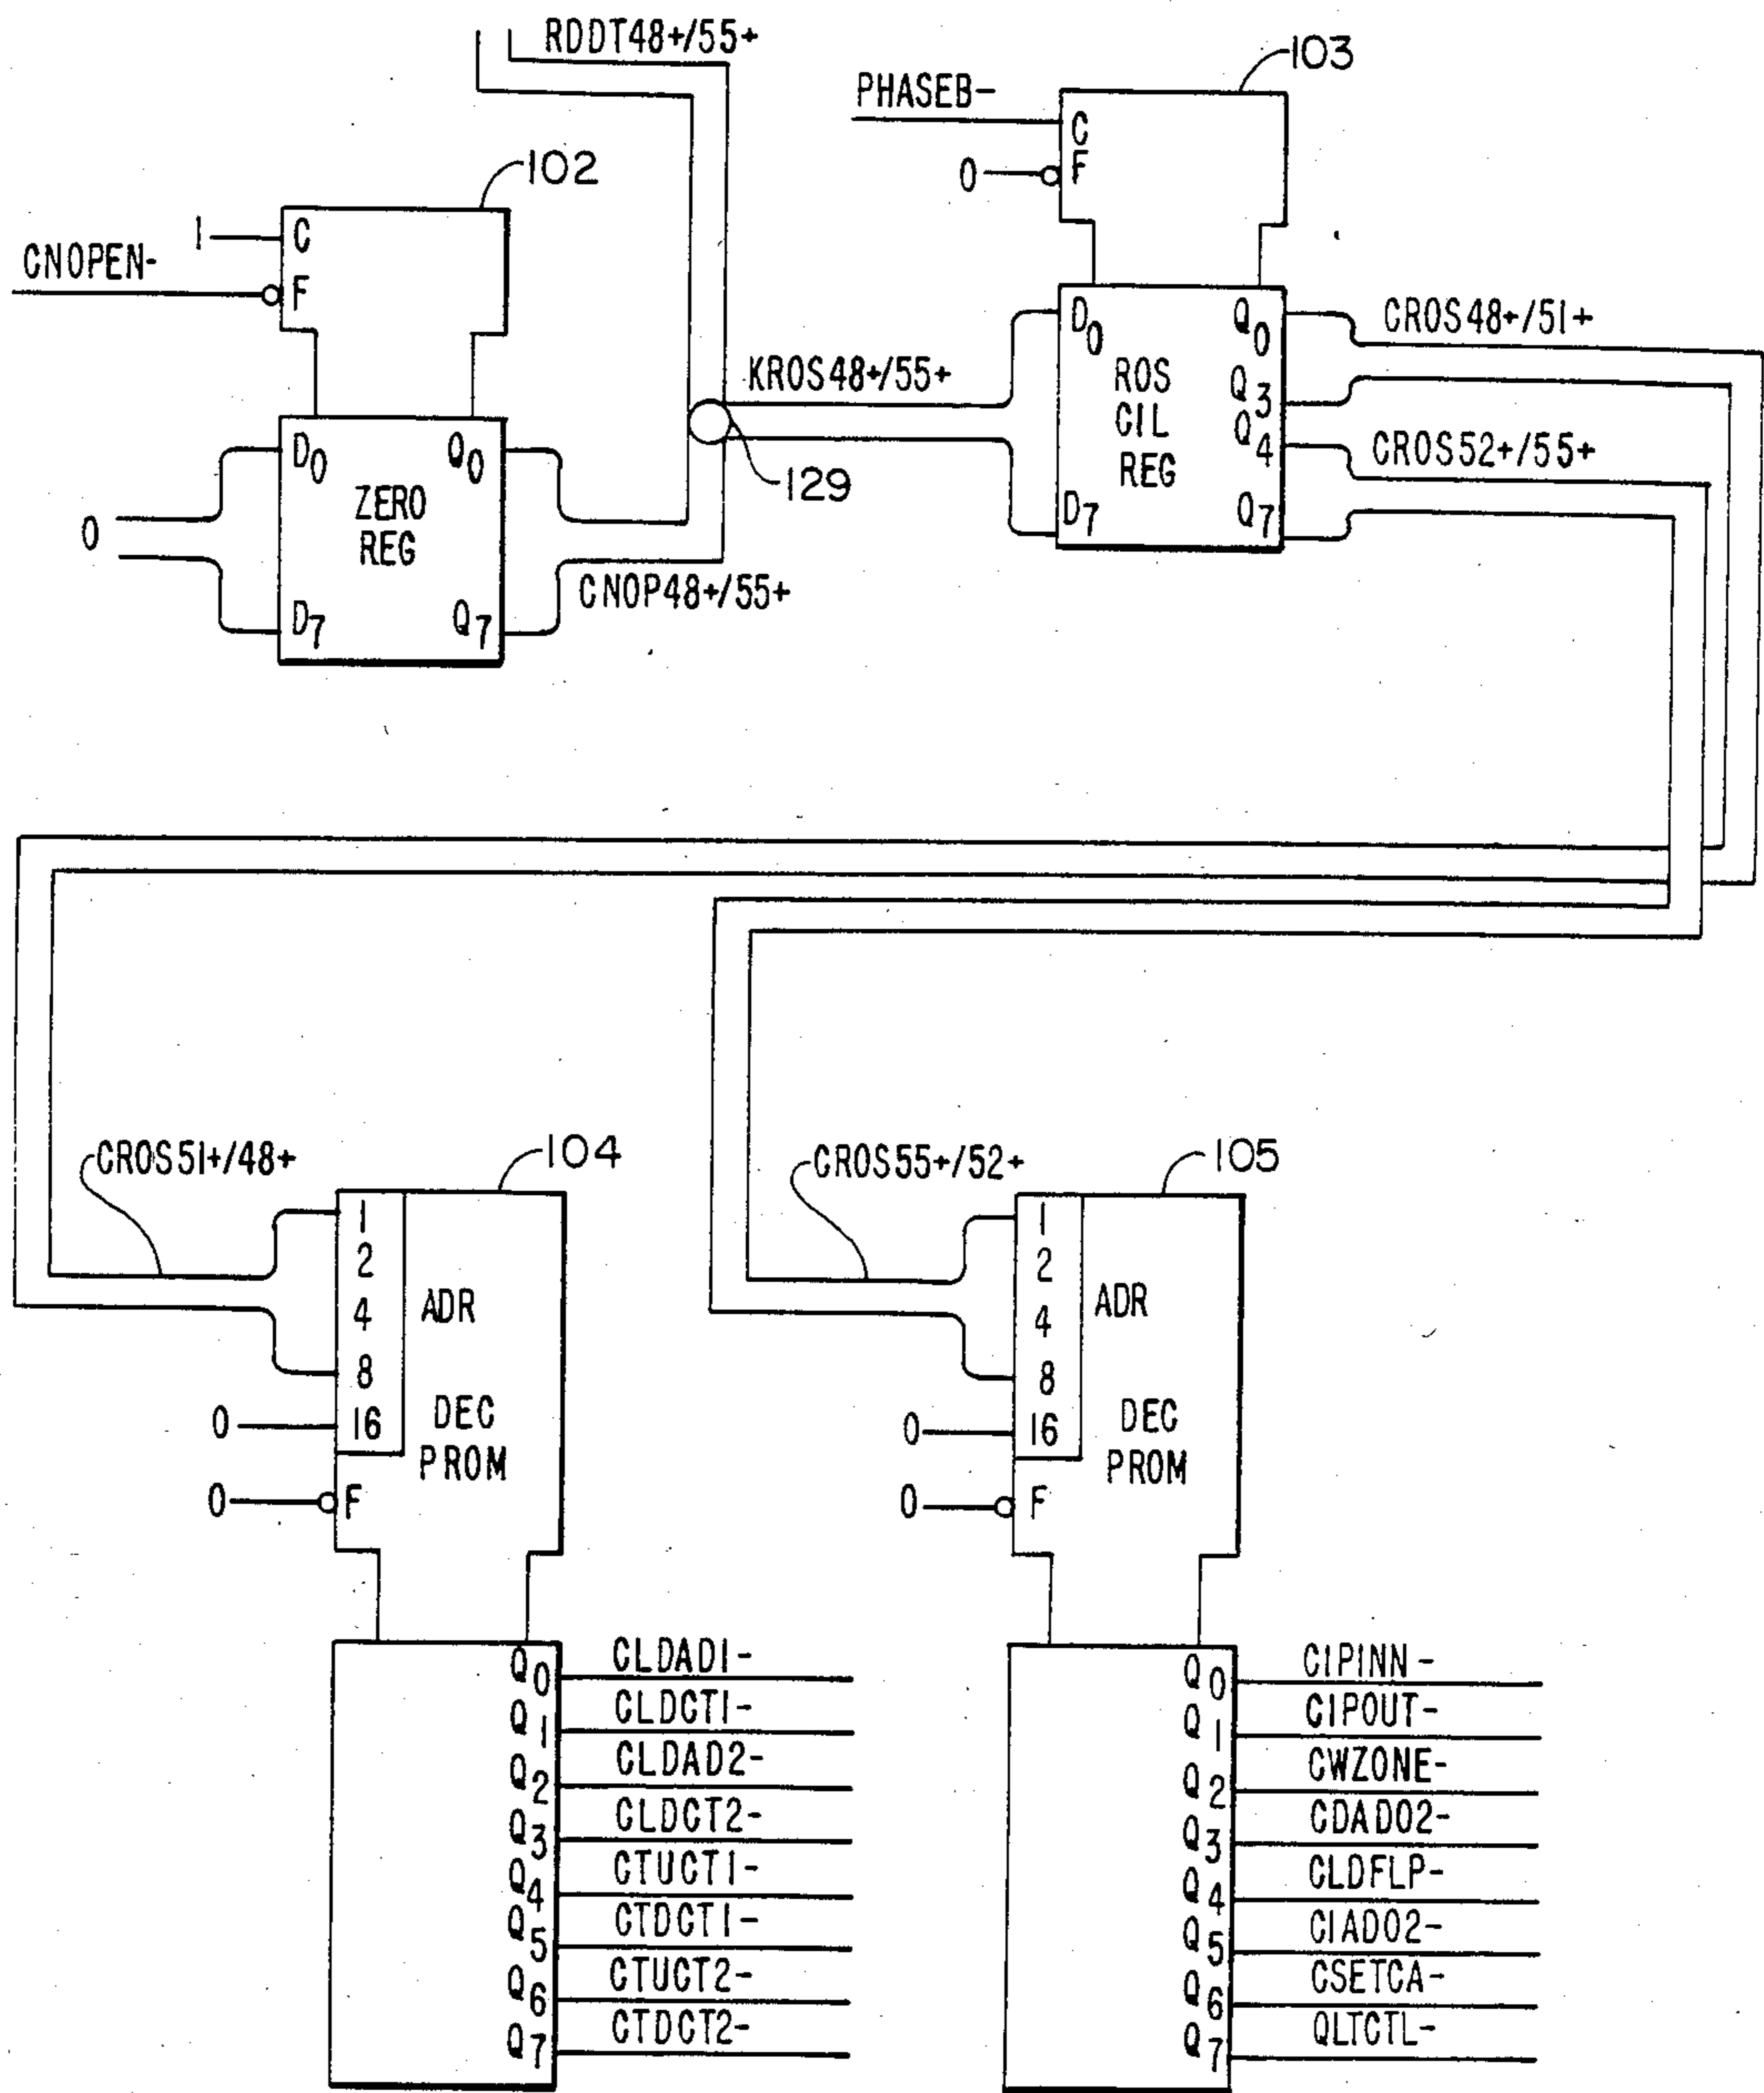 RDDT48+/55+
103
PHASEB-
C
0 F
102
1 C
CNOPEN-
F
CROS48+/51+
D0 Q0
KROS48+/55+
ROS
CIL
REG
Q3
Q4
CROS52+/55+
D7 Q7
129
D0 Q0
ZERO
REG
0
CNOP48+/55+
D7 Q7
CROS51+/48+
104
1
2
4
8
0 16
ADR
DEC
PROM
0 F
CROS55+/52+
105
1
2
4
8
0 16
ADR
DEC
PROM
0 F
Q0 CLDAD1-
Q1 CLDCT1-
Q2 CLDAD2-
Q3 CLDCT2-
Q4 CTUCT1-
Q5 CTDCT1-
Q6 CTUCT2-
Q7 CTDCT2-
Q0 CIPINN-
Q1 CIPOUT-
Q2 CWZONE-
Q3 CDAD02-
Q4 CLDFLP-
Q5 CIAD02-
Q6 CSETCA-
Q7 QLTCTL-